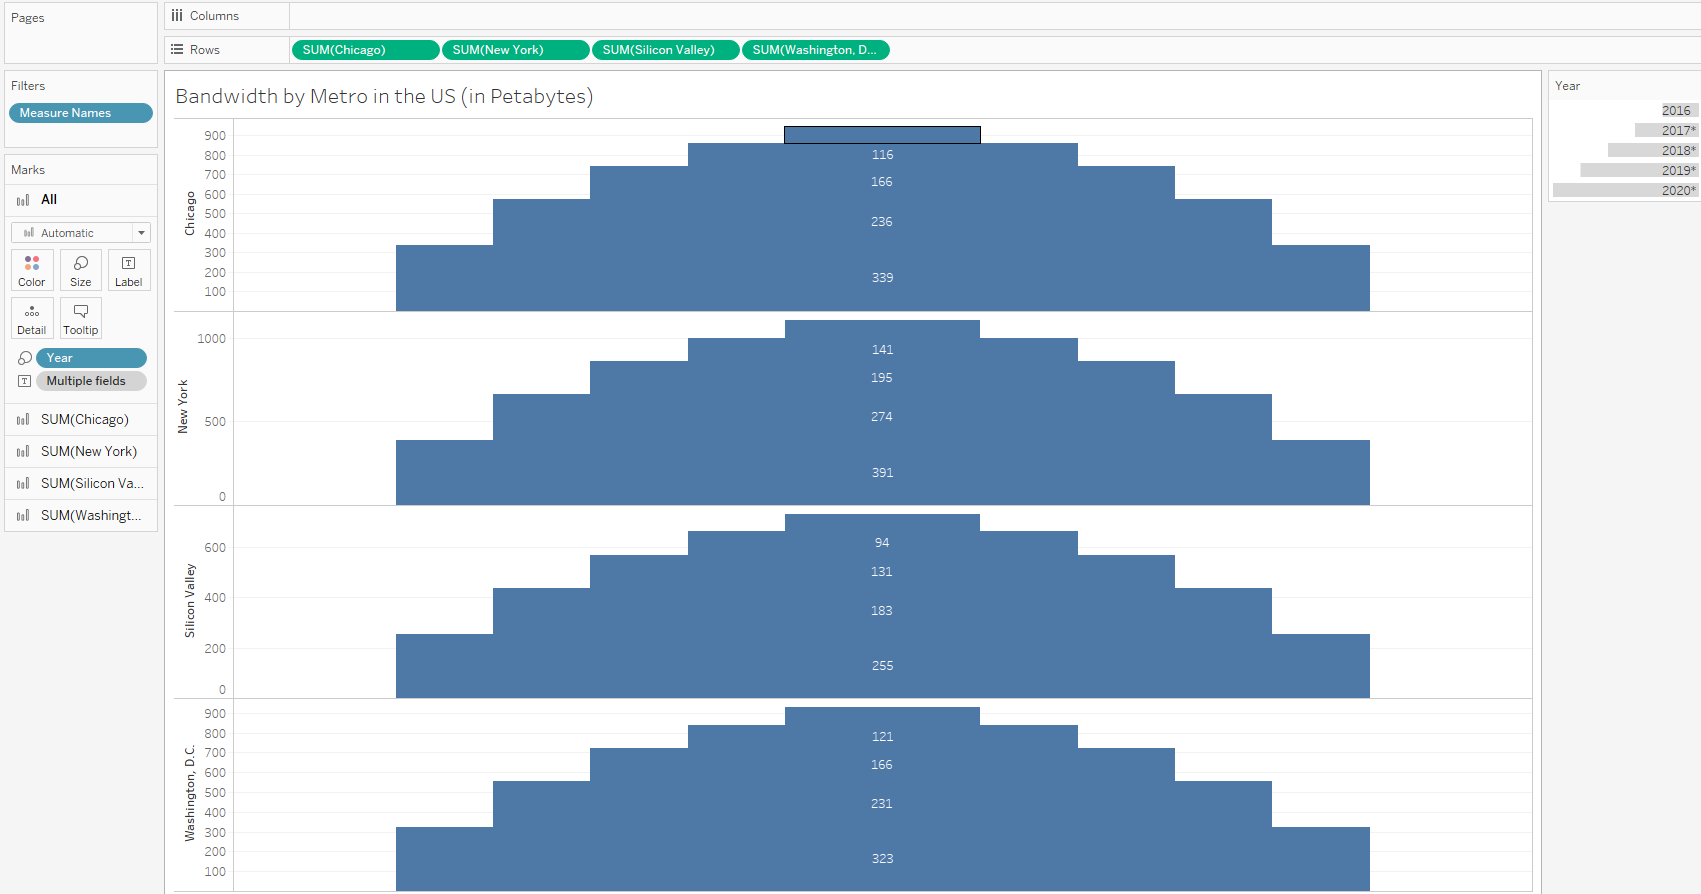 Pages
Columns
Rows
SUM(Chicago)
SUM(New York)
SUM(Silicon Valley)
SUM(Washington, D...
Filters
Measure Names
Marks
All
Automatic
Color
Size
Label
Detail
Tooltip
Year
Multiple fields
SUM(Chicago)
SUM(New York)
SUM(Silicon Va...
SUM(Washingt...
Bandwidth by Metro in the US (in Petabytes)
Chicago
900
800
700
600
500
400
300
200
100
116
166
236
339
New York
1000
500
0
141
195
274
391
Silicon Valley
600
400
200
0
94
131
183
255
Washington, D.C.
900
800
700
600
500
400
300
200
100
121
166
231
323
Year
2016
2017*
2018*
2019*
2020*